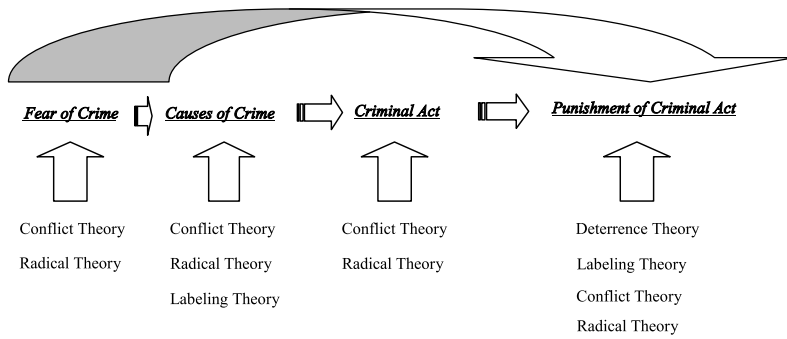 Fear of Crime
Causes of Crime
Criminal Act
Punishment of Criminal Act
Conflict Theory
Radical Theory
Conflict Theory
Radical Theory
Labeling Theory
Conflict Theory
Radical Theory
Deterrence Theory
Labeling Theory
Conflict Theory
Radical Theory